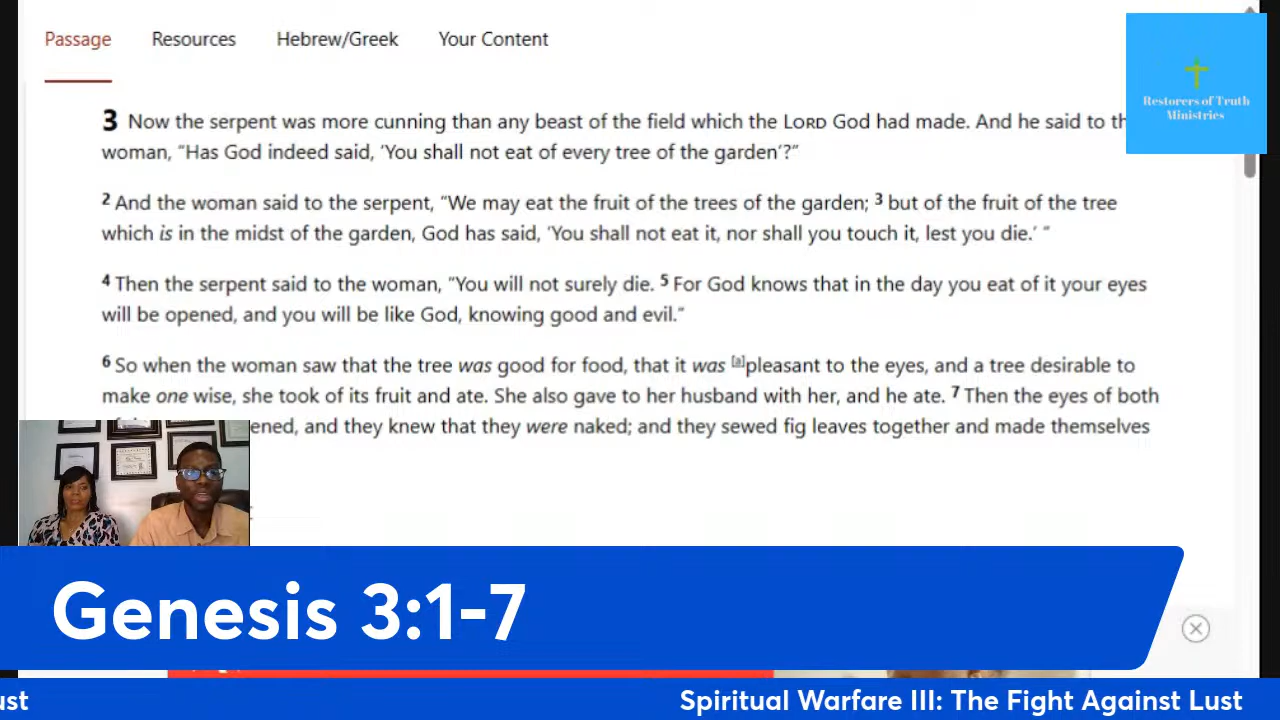 Passage Resources Hebrew/Greek Your Content
Restorers of Truth
Ministries
3 Now the serpent was more cunning than any beast of the field which the LORD God had made. And he said to th
woman, “Has God indeed said, ‘You shall not eat of every tree of the garden’?”
2 And the woman said to the serpent, “We may eat the fruit of the trees of the garden; 3 but of the fruit of the tree
which is in the midst of the garden, God has said, ‘You shall not eat it, nor shall you touch it, lest you die.’ ”
4 Then the serpent said to the woman, “You will not surely die. 5 For God knows that in the day you eat of it your eyes
will be opened, and you will be like God, knowing good and evil.”
6 So when the woman saw that the tree was good for food, that it was [a]pleasant to the eyes, and a tree desirable to
make one wise, she took of its fruit and ate. She also gave to her husband with her, and he ate. 7 Then the eyes of both
ened, and they knew that they were naked; and they sewed fig leaves together and made themselves
Genesis 3:1-7
ust Spiritual Warfare III: The Fight Against Lust